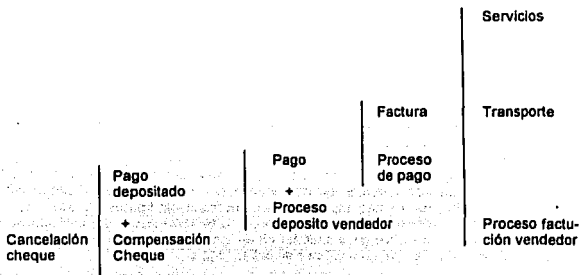 Servicios
Factura
Transporte
Pago
Proceso
de pago
Pago
depositado
+
Proceso
deposito vendedor
+
Proceso factu-
ción vendedor
Cancelación
cheque
Compensación
Cheque